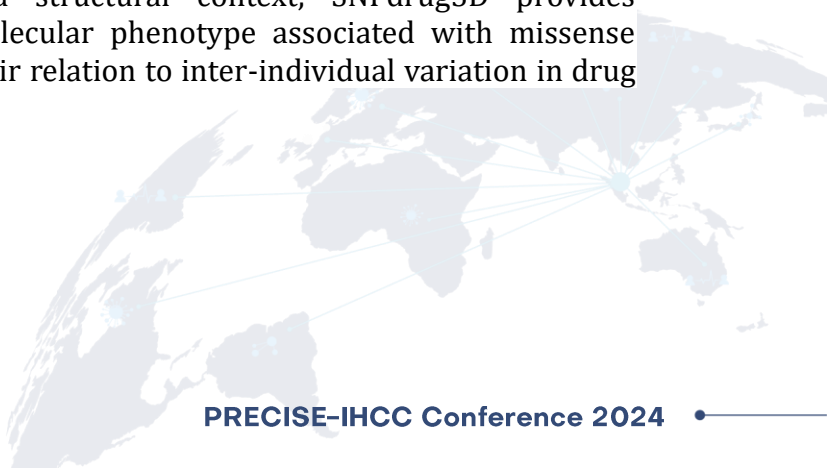 structural context, SNPdrug3D provides
lecular phenotype associated with missense
ir relation to inter-individual variation in drug
PRECISE-IHCC Conference 2024